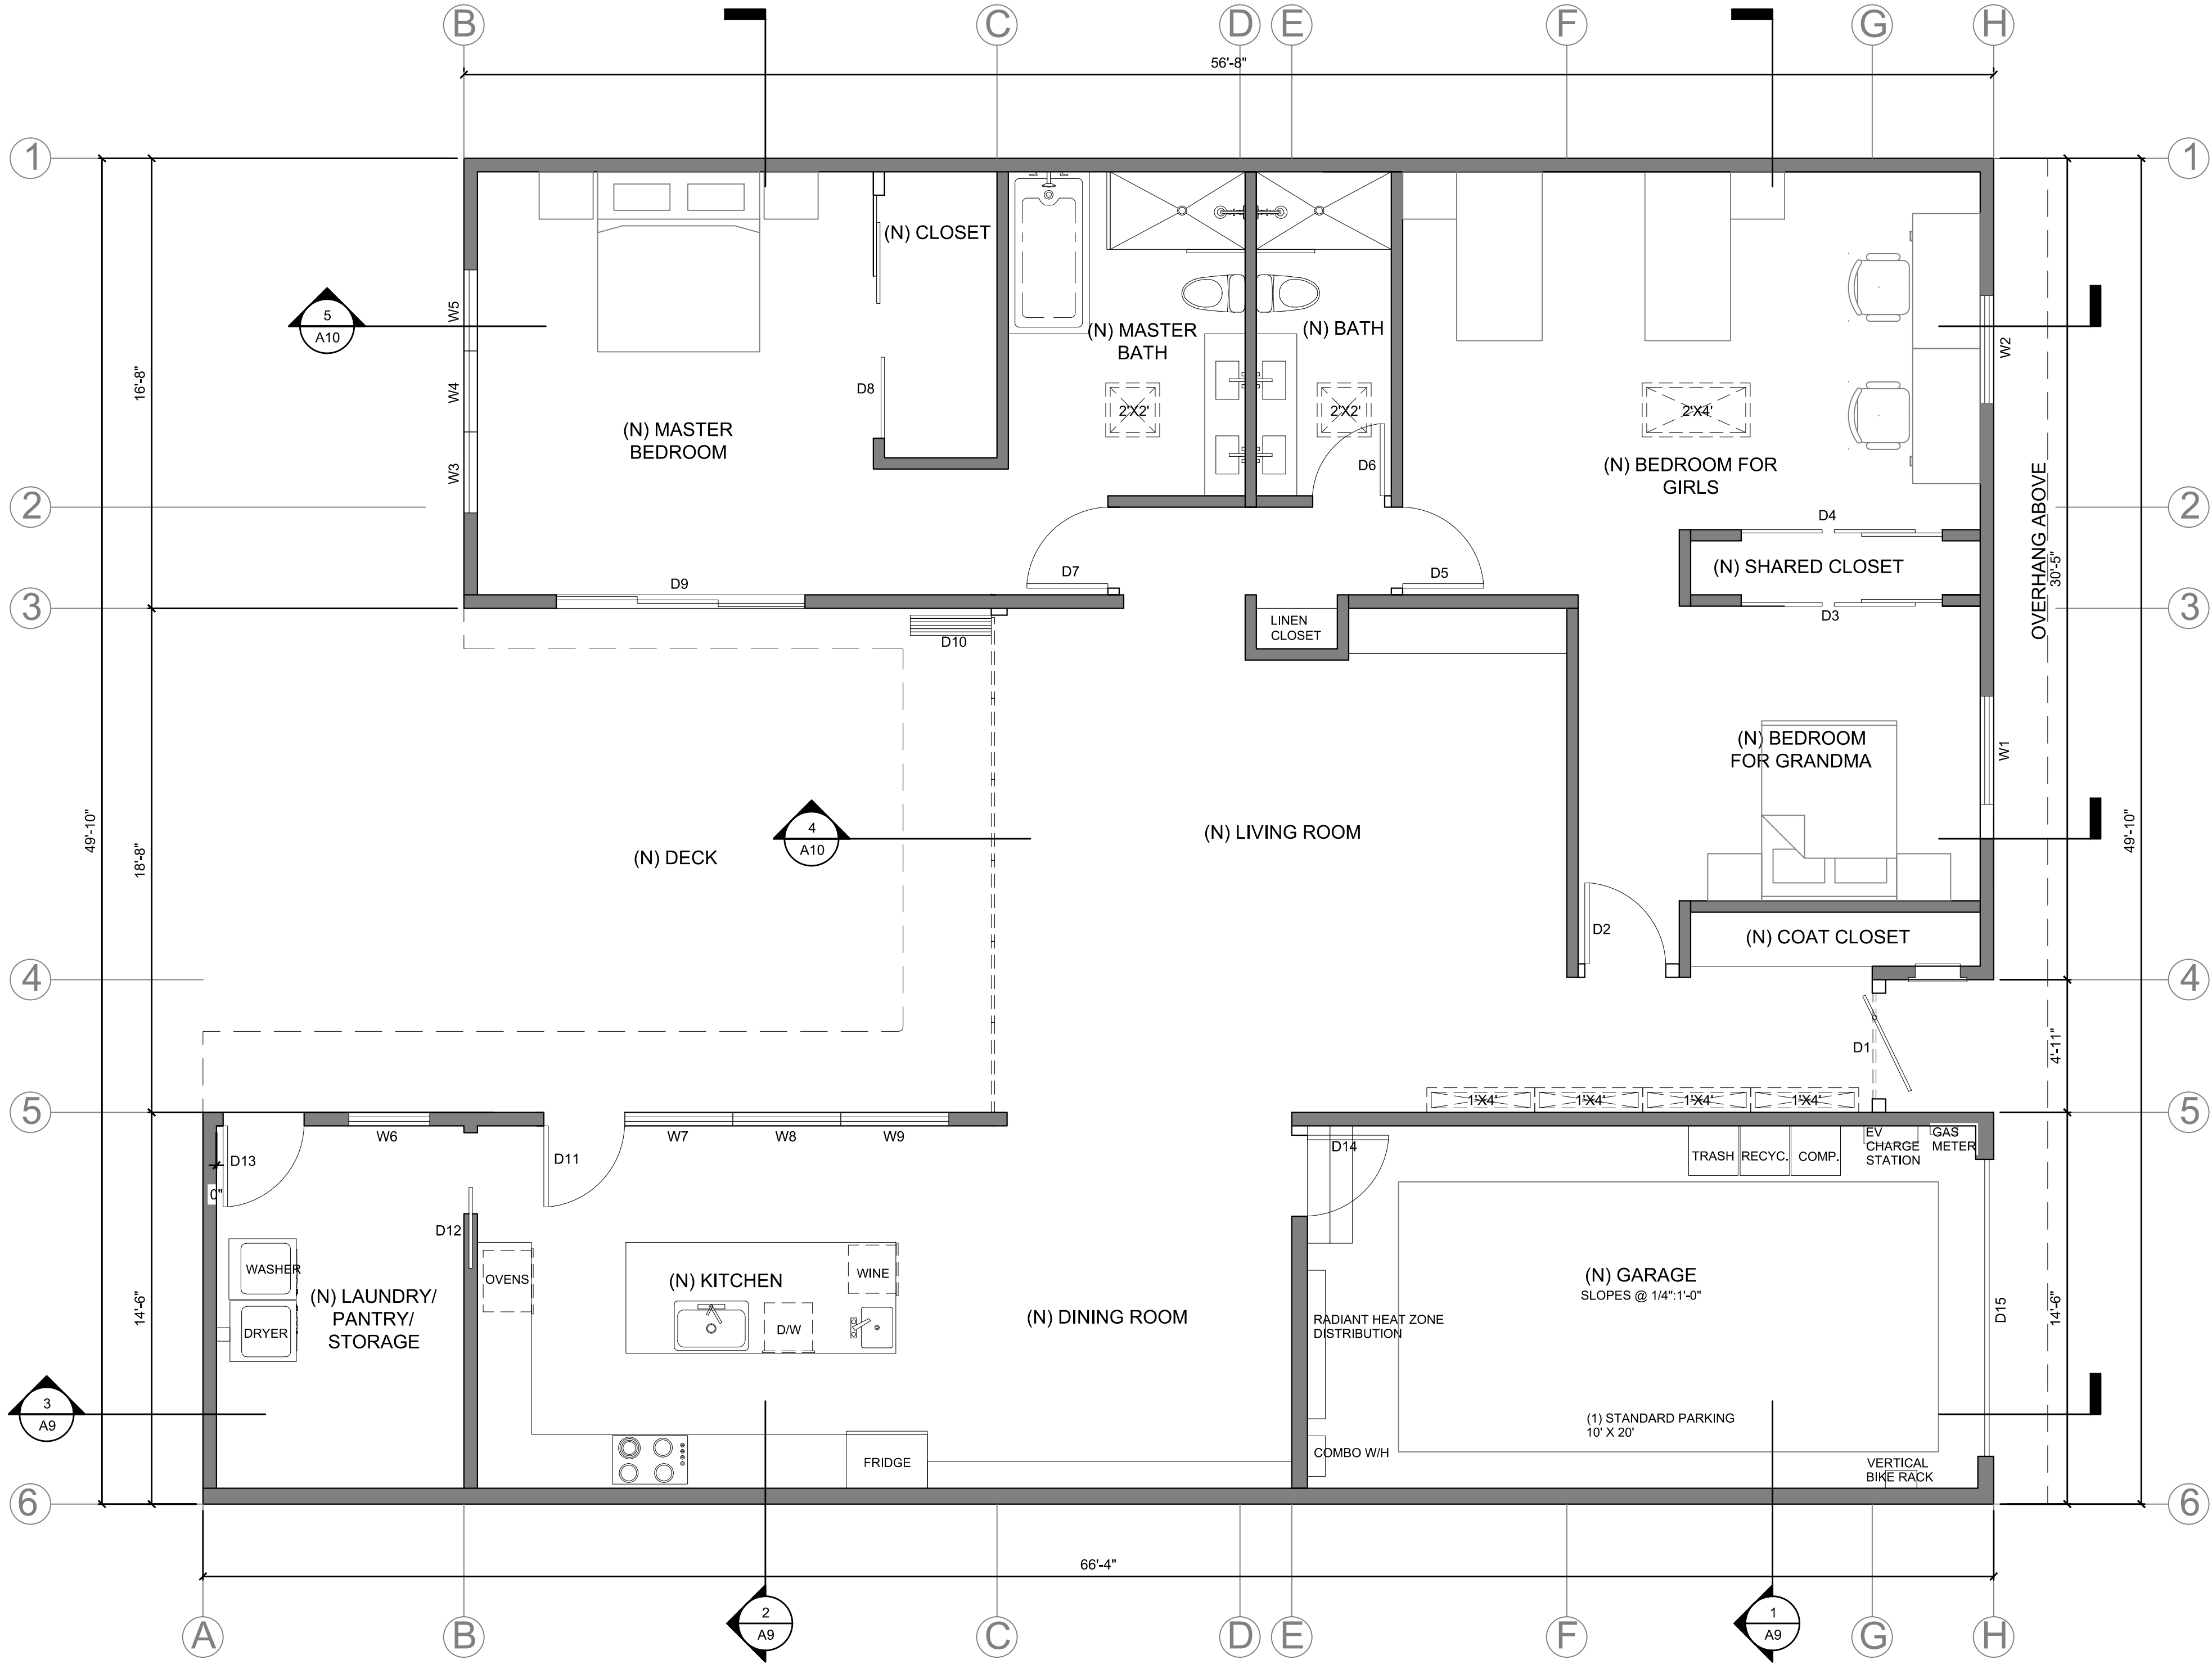 B
C
D
E
F
G
H
56'-8"
1
1
(N) CLOSET
W5
5
A10
(N) MASTER
BATH
(N) BATH
W2
16'-8"
W4
D8
2'X2'
2'X2'
2'X4'
(N) MASTER
BEDROOM
W3
D6
(N) BEDROOM FOR
GIRLS
OVERHANG ABOVE
30'-5"
2
2
D4
D7
D5
(N) SHARED CLOSET
D9
3
3
D3
LINEN
CLOSET
D10
(N) BEDROOM
FOR GRANDMA
W1
49'-10"
18'-8"
4
A10
(N) LIVING ROOM
(N) DECK
49'-10"
D2
(N) COAT CLOSET
4
4
D1
4'-11"
1'X4'
1'X4'
1'X4'
1'X4'
5
5
W6
W7
W8
W9
D13
D11
D14
EV
CHARGE
STATION
GAS
METER
TRASH
RECYC.
COMP.
0"
D12
WASHER
OVENS
(N) KITCHEN
WINE
(N) GARAGE
SLOPES @ 1/4":1'-0"
14'-6"
(N) LAUNDRY/
PANTRY/
STORAGE
DRYER
D/W
(N) DINING ROOM
RADIANT HEAT ZONE
DISTRIBUTION
D15
14'-6"
3
A9
(1) STANDARD PARKING
10' X 20'
FRIDGE
COMBO W/H
VERTICAL
BIKE RACK
6
6
66'-4"
A
B
2
A9
C
D
E
F
1
A9
G
H